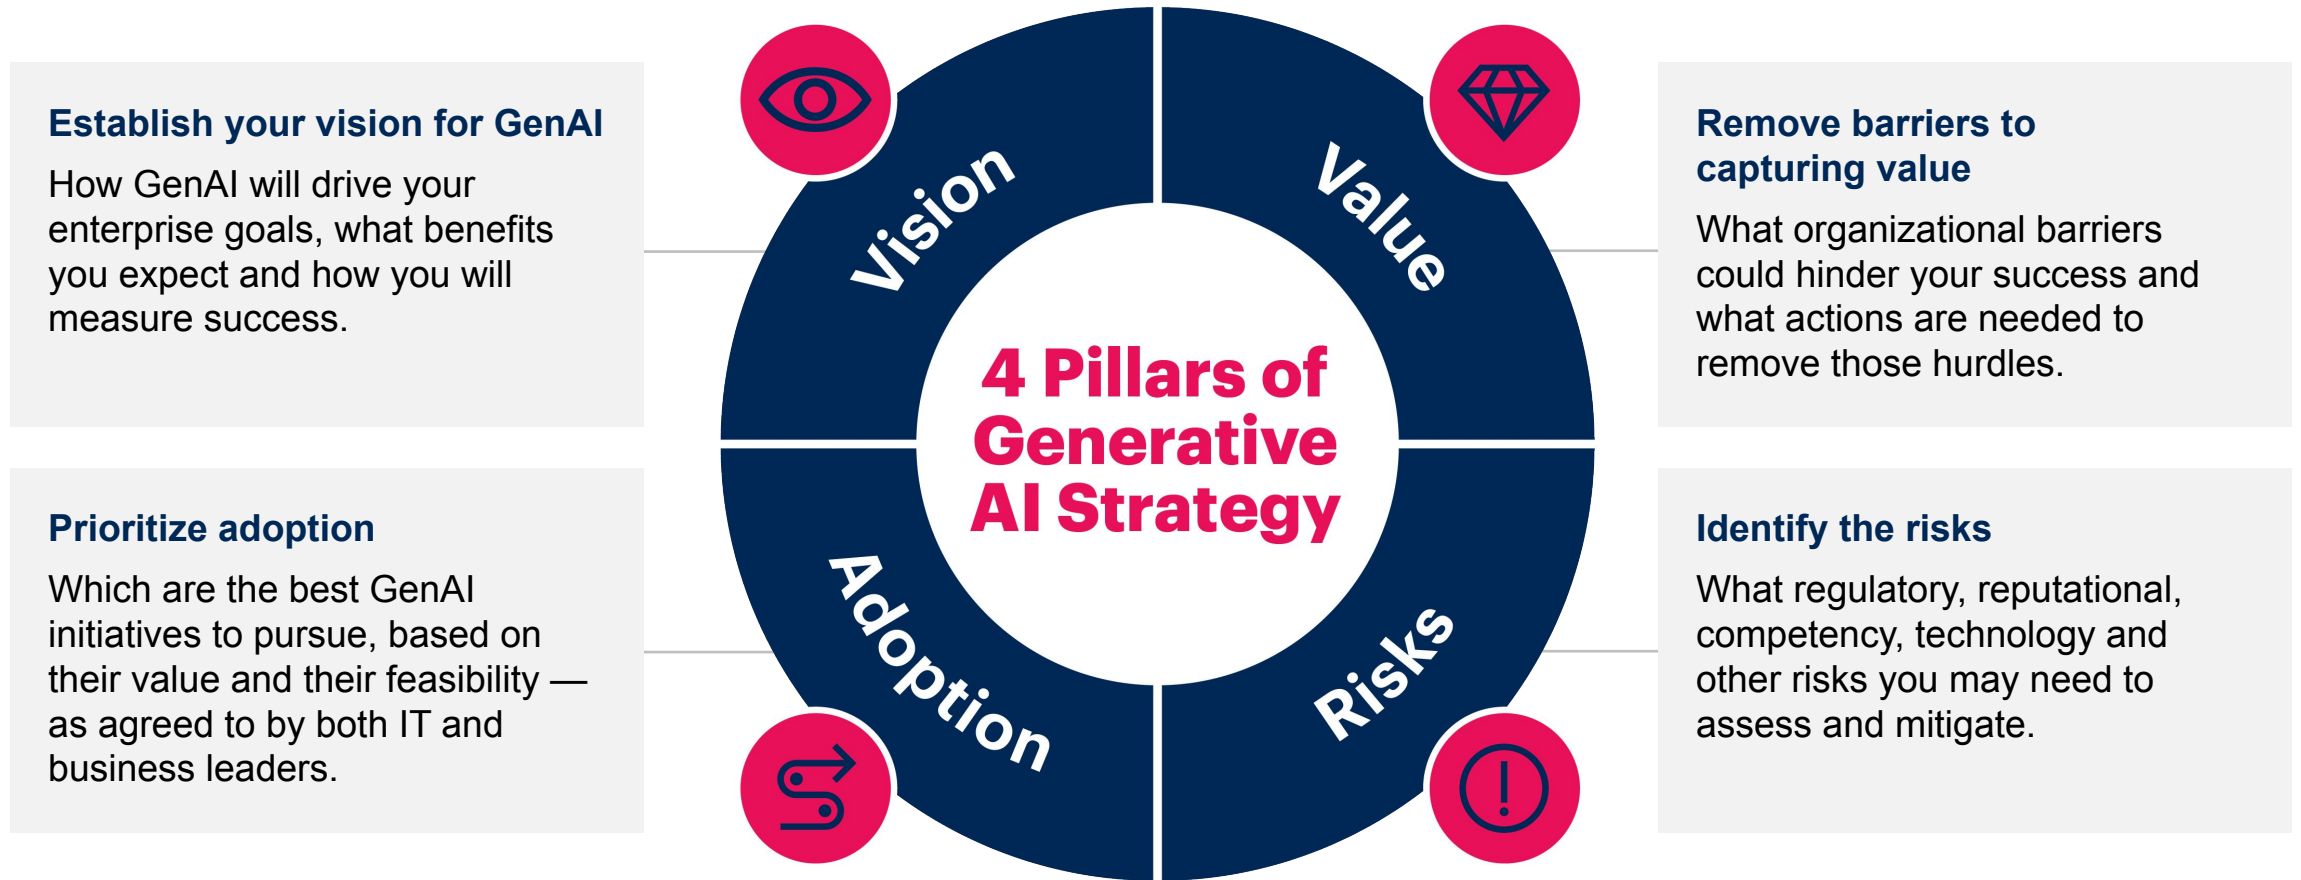 Establish your vision for GenAI
How GenAI will drive your
enterprise goals, what benefits
you expect and how you will
measure success.
Prioritize adoption
Which are the best GenAI
initiatives to pursue, based on
their value and their feasibility —
as agreed to by both IT and
business leaders.
Vision
Value
4 Pillars of
Generative
AI Strategy
Adoption
Risks
Remove barriers to
capturing value
What organizational barriers
could hinder your success and
what actions are needed to
remove those hurdles.
Identify the risks
What regulatory, reputational,
competency, technology and
other risks you may need to
assess and mitigate.